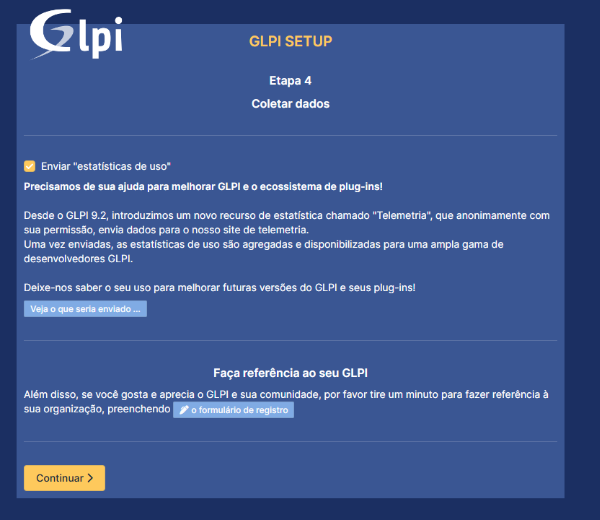 Glpi
GLPI SETUP
Etapa 4
Coletar dados
Enviar "estatísticas de uso"
Precisamos de sua ajuda para melhorar GLPI e o ecossistema de plug-ins!
Desde o GLPI 9.2, introduzimos um novo recurso de estatística chamado "Telemetria", que anonimamente com
sua permissão, envia dados para o nosso site de telemetria.
Uma vez enviadas, as estatísticas de uso são agregadas e disponibilizadas para uma ampla gama de
desenvolvedores GLPI.
Deixe-nos saber o seu uso para melhorar futuras versões do GLPI e seus plug-ins!
Veja o que seria enviado ...
Faça referência ao seu GLPI
Além disso, se você gosta e aprecia o GLPI e sua comunidade, por favor tire um minuto para fazer referência à
sua organização, preenchendo o formulário de registro
Continuar